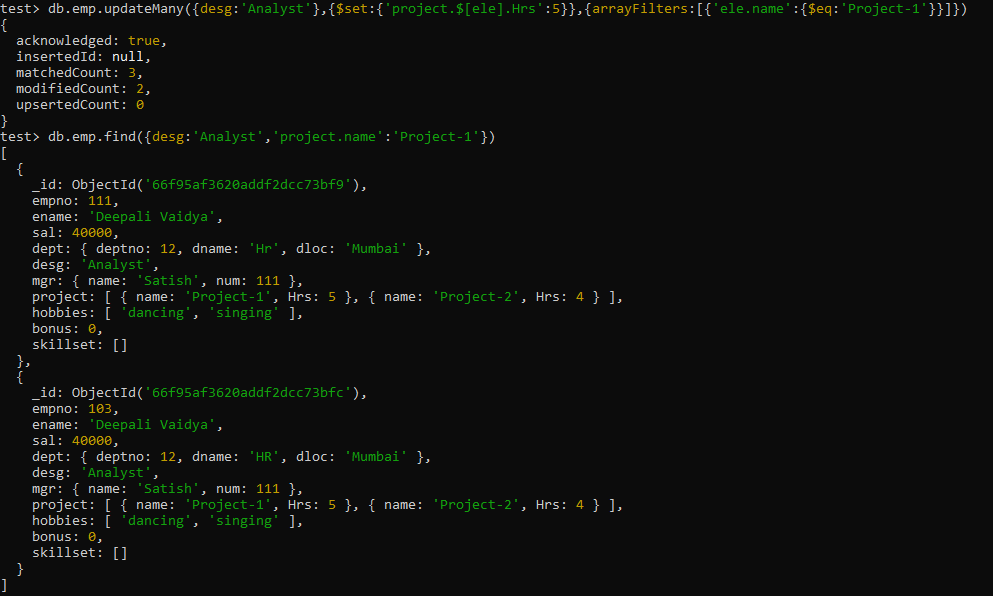 test> db.emp.updateMany({desg:'Analyst'},{$set:{'project.$[ele].Hrs':5}},{arrayFilters:[{'ele.name':{$eq:'Project-1'}}]})
{
  acknowledged: true,
  insertedId: null,
  matchedCount: 3,
  modifiedCount: 2,
  upsertedCount: 0
}
test> db.emp.find({desg:'Analyst','project.name':'Project-1'})
[
  {
    _id: ObjectId('66f95af3620addf2dcc73bf9'),
    empno: 111,
    ename: 'Deepali Vaidya',
    sal: 40000,
    dept: { deptno: 12, dname: 'Hr', dloc: 'Mumbai' },
    desg: 'Analyst',
    mgr: { name: 'Satish', num: 111 },
    project: [ { name: 'Project-1', Hrs: 5 }, { name: 'Project-2', Hrs: 4 } ],
    hobbies: [ 'dancing', 'singing' ],
    bonus: 0,
    skillset: []
  },
  {
    _id: ObjectId('66f95af3620addf2dcc73bfc'),
    empno: 103,
    ename: 'Deepali Vaidya',
    sal: 40000,
    dept: { deptno: 12, dname: 'HR', dloc: 'Mumbai' },
    desg: 'Analyst',
    mgr: { name: 'Satish', num: 111 },
    project: [ { name: 'Project-1', Hrs: 5 }, { name: 'Project-2', Hrs: 4 } ],
    hobbies: [ 'dancing', 'singing' ],
    bonus: 0,
    skillset: []
  }
]